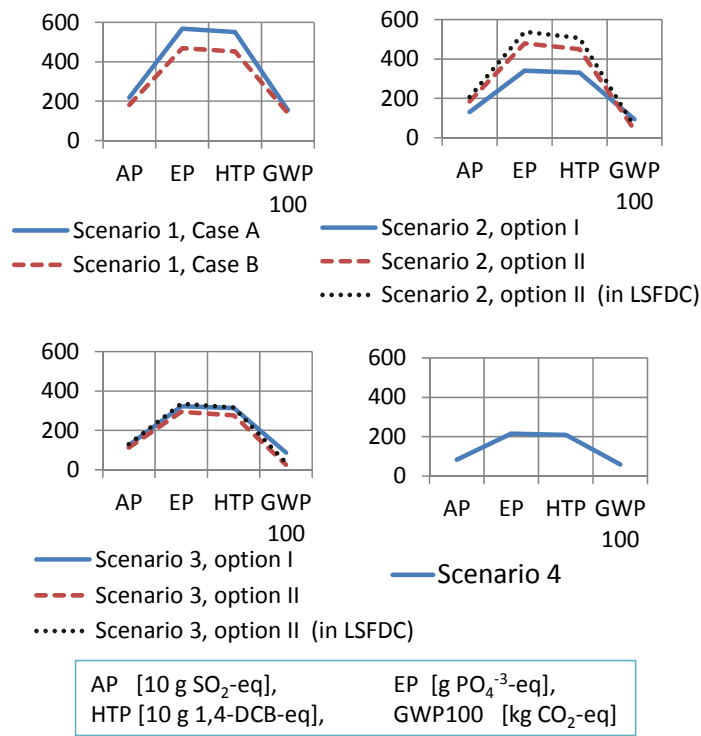 600
400
200
0
AP EP HTP GWP
100
Scenario 1, Case A
Scenario 1, Case B
600
400
200
0
AP EP HTP GWP
100
Scenario 2, option I
Scenario 2, option II
Scenario 2, option II (in LSFDC)
600
400
200
0
AP EP HTP GWP
100
Scenario 3, option I
Scenario 3, option II
Scenario 3, option II (in LSFDC)
600
400
200
0
AP EP HTP GWP
100
Scenario 4
AP [10 g SO₂-eq], EP [g PO₄⁻³-eq],
HTP [10 g 1,4-DCB-eq], GWP100 [kg CO₂-eq]